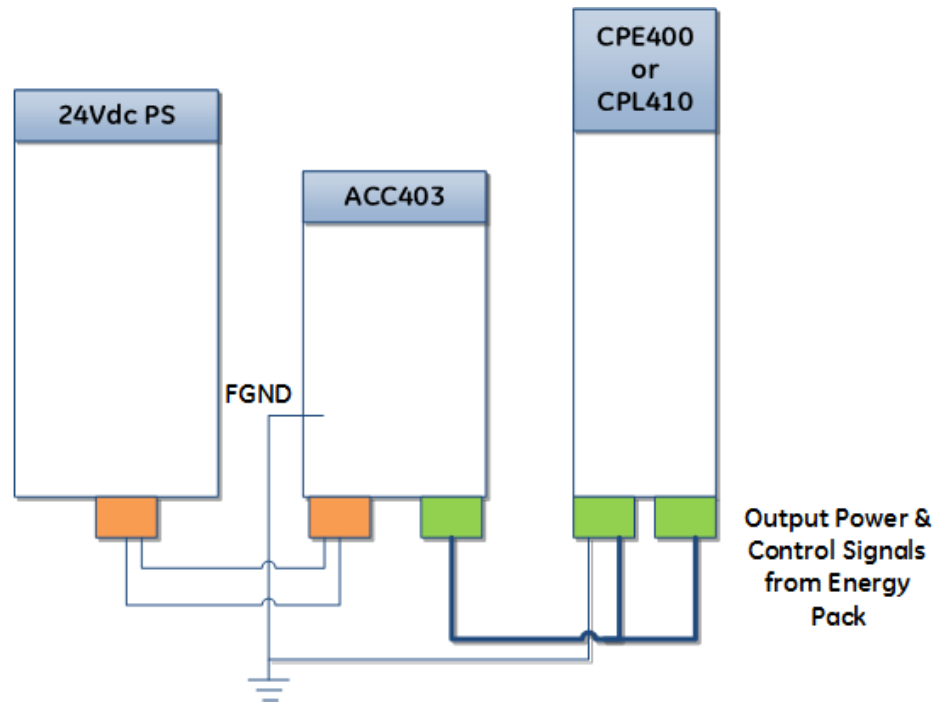 CPE400
or
CPL410
24Vdc PS
ACC403
FGND
Output Power &
Control Signals
from Energy
Pack